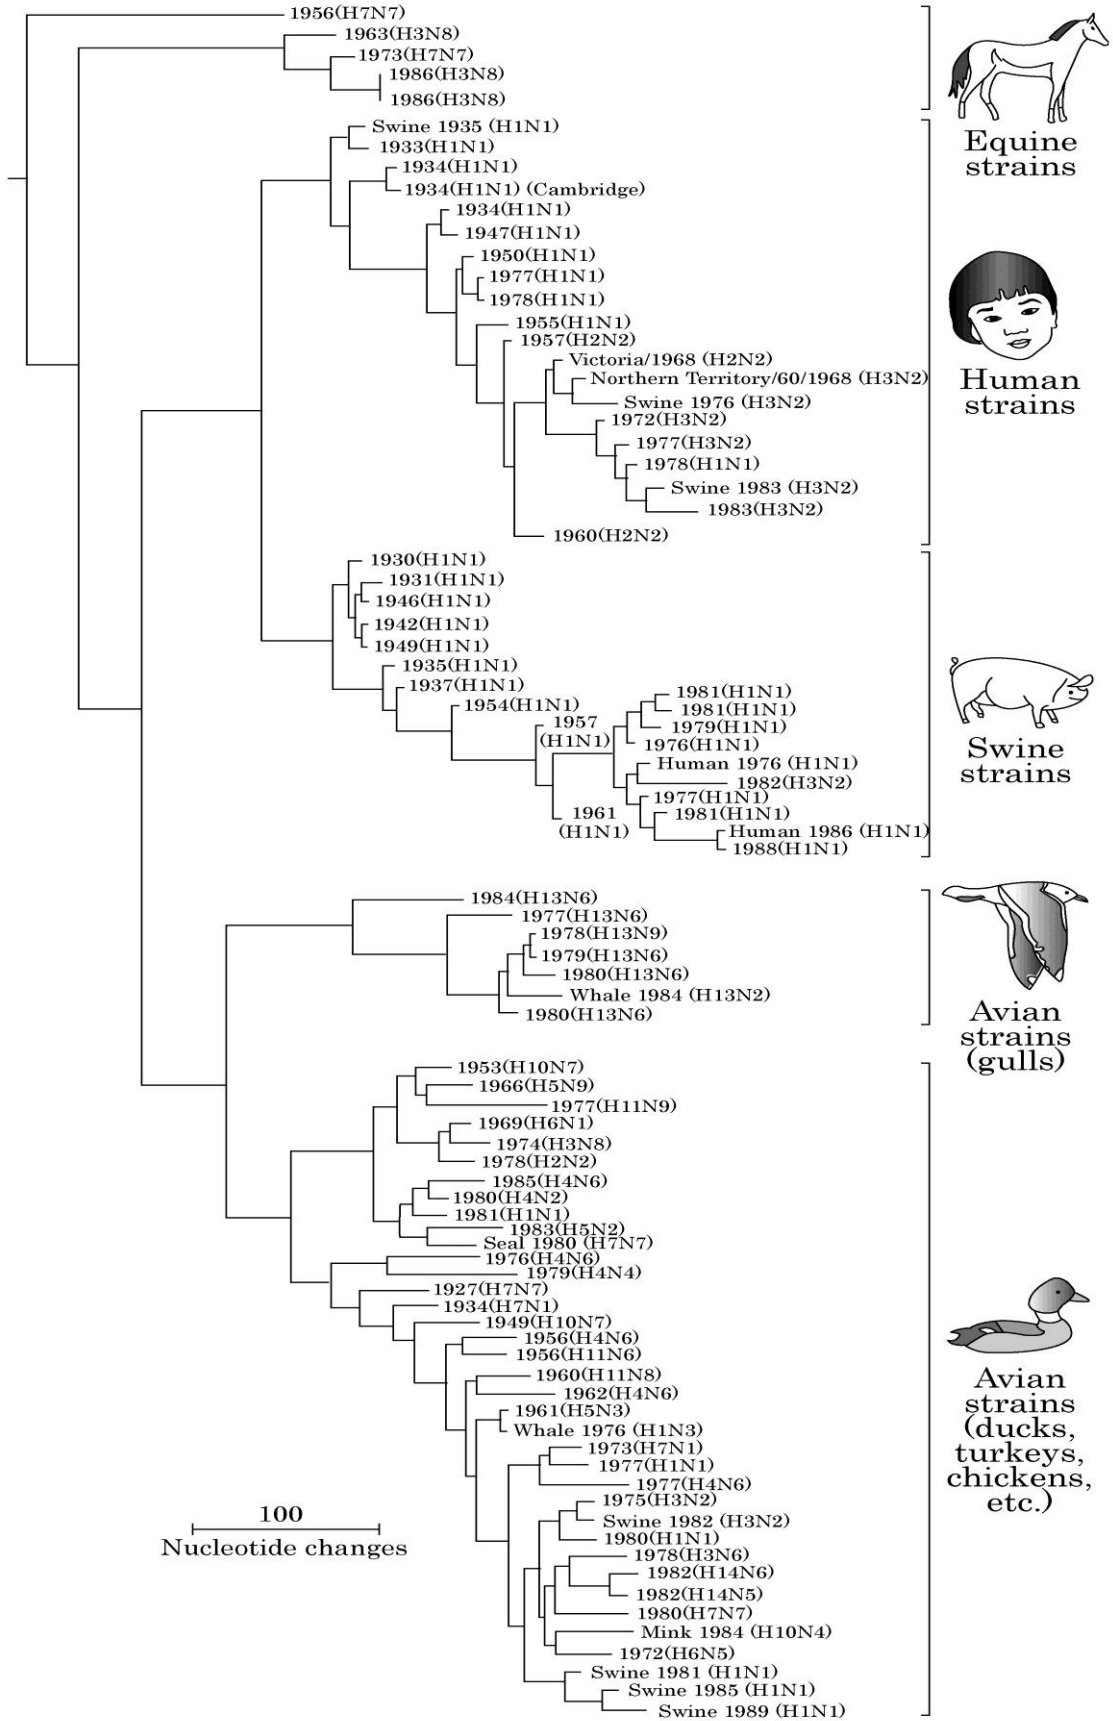 1956(H7N7)
1963(H3N8)
1973(H7N7)
1986(H3N8)
1986(H3N8)
Equine
strains
Swine 1935 (H1N1)
1933(H1N1)
1934(H1N1)
1934(H1N1) (Cambridge)
1934(H1N1)
1947(H1N1)
1950(H1N1)
1977(H1N1)
1978(H1N1)
1955(H1N1)
1957(H2N2)
Victoria/1968 (H2N2)
Northern Territory/60/1968 (H3N2)
Swine 1976 (H3N2)
1972(H3N2)
1977(H3N2)
1978(H1N1)
Swine 1983 (H3N2)
1983(H3N2)
1960(H2N2)
Human
strains
1930(H1N1)
1931(H1N1)
1946(H1N1)
1942(H1N1)
1949(H1N1)
1935(H1N1)
1937(H1N1)
1954(H1N1)
1957
(H1N1)
1981(H1N1)
1981(H1N1)
1979(H1N1)
1976(H1N1)
Human 1976 (H1N1)
1982(H3N2)
1977(H1N1)
1981(H1N1)
1961
(H1N1)
Human 1986 (H1N1)
1988(H1N1)
Swine
strains
1984(H13N6)
1977(H13N6)
1978(H13N9)
1979(H13N6)
1980(H13N6)
Whale 1984 (H13N2)
1980(H13N6)
Avian
strains
(gulls)
1953(H10N7)
1966(H5N9)
1977(H11N9)
1969(H6N1)
1974(H3N8)
1978(H2N2)
1985(H4N6)
1980(H4N2)
1981(H1N1)
1983(H5N2)
Seal 1980 (H7N7)
1976(H4N6)
1979(H4N4)
1927(H7N7)
1934(H7N1)
1949(H10N7)
1956(H4N6)
1956(H11N6)
1960(H11N8)
1962(H4N6)
1961(H5N3)
Whale 1976 (H1N3)
1973(H7N1)
1977(H1N1)
1977(H4N6)
1975(H3N2)
Swine 1982 (H3N2)
1980(H1N1)
1978(H3N6)
1982(H14N6)
1982(H14N5)
1980(H7N7)
Mink 1984 (H10N4)
1972(H6N5)
Swine 1981 (H1N1)
Swine 1985 (H1N1)
Swine 1989 (H1N1)
Avian
strains
(ducks,
turkeys,
chickens,
etc.)
100
Nucleotide changes